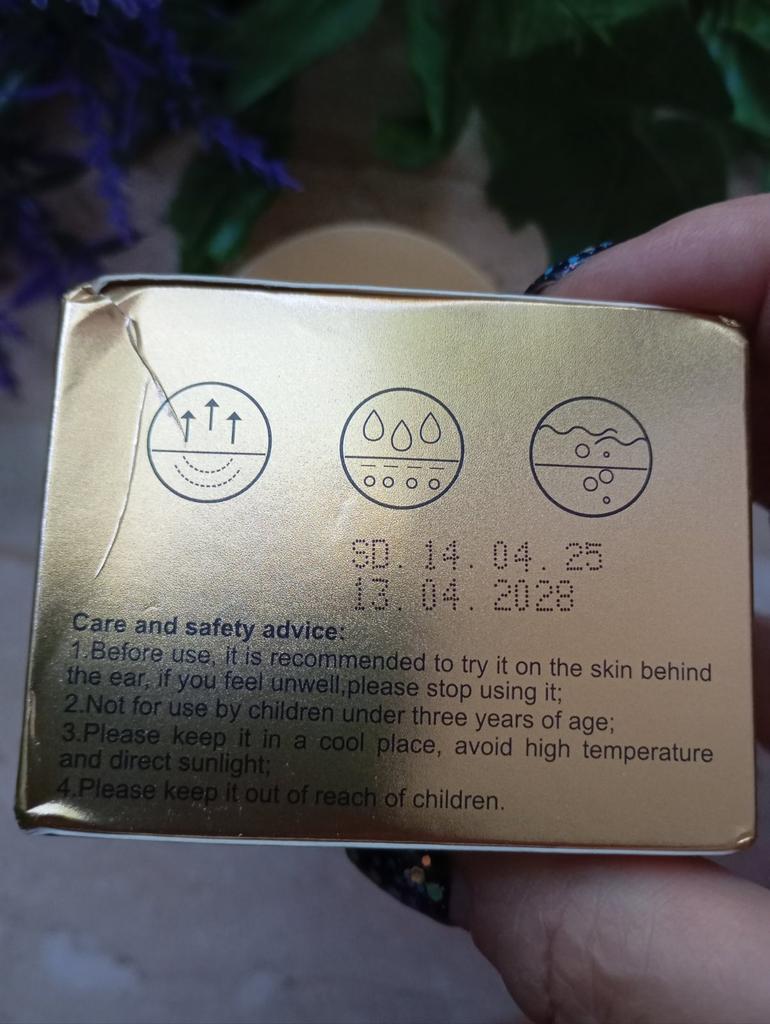 SD. 14. 04. 25
13. 04. 2028
Care and safety advice:
1.Before use, it is recommended to try it on the skin behind
the ear, if you feel unwell,please stop using it;
2.Not for use by children under three years of age;
3.Please keep it in a cool place, avoid high temperature
and direct sunlight;
4.Please keep it out of reach of children.